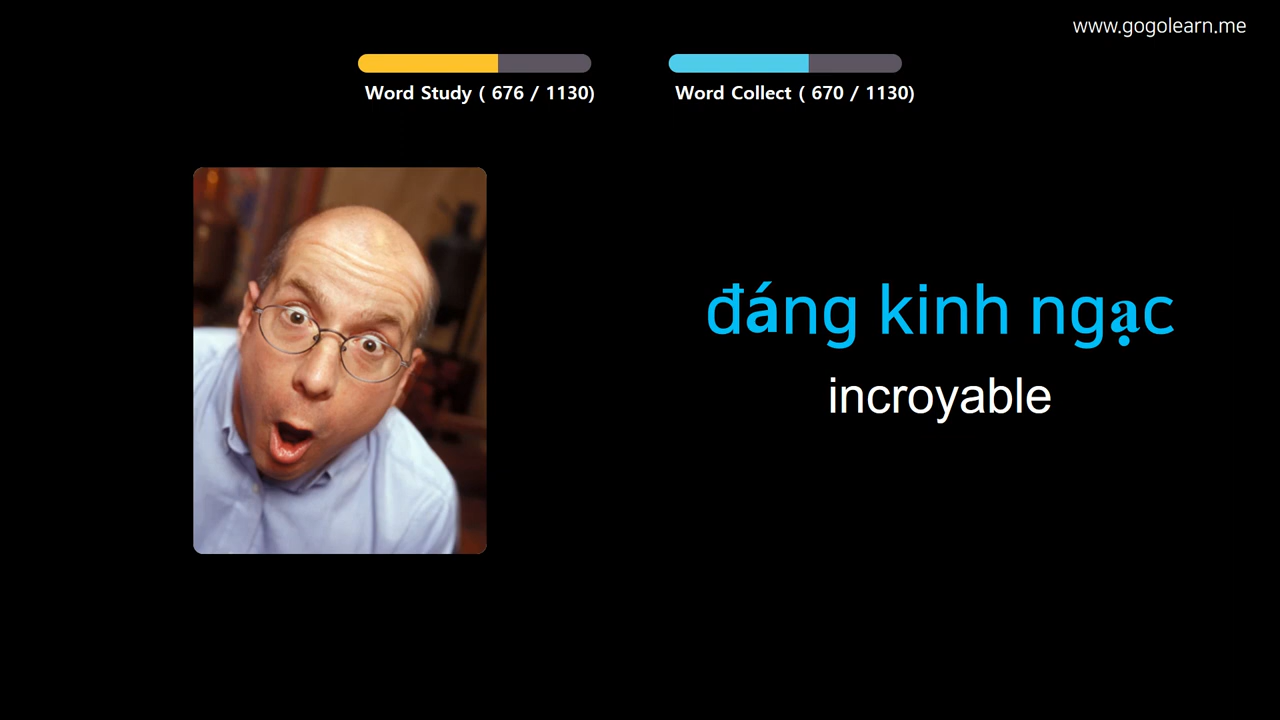 www.gogolearn.me
Word Study ( 676 / 1130)
Word Collect ( 670 / 1130)
đáng kinh ngạc
incroyable